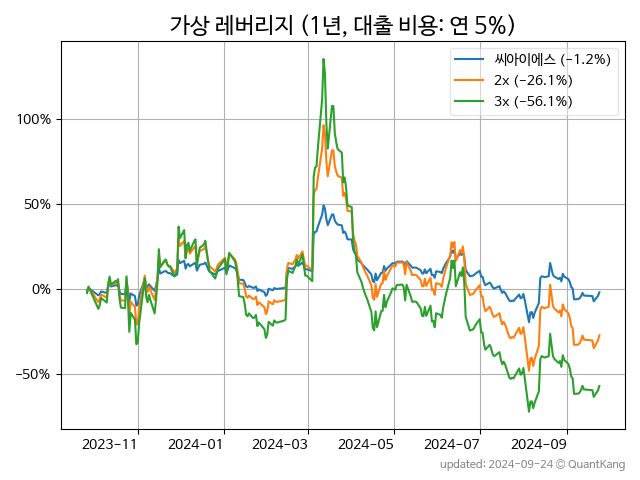 가상 레버리지 (1년, 대출 비용: 연 5%)
씨아이에스 (−1.2%)
2x (−26.1%)
3x (−56.1%)
100%
50%
0%
−50%
2023−11 2024−01 2024−03 2024−05 2024−07 2024−09
updated: 2024−09−24 © QuantKang